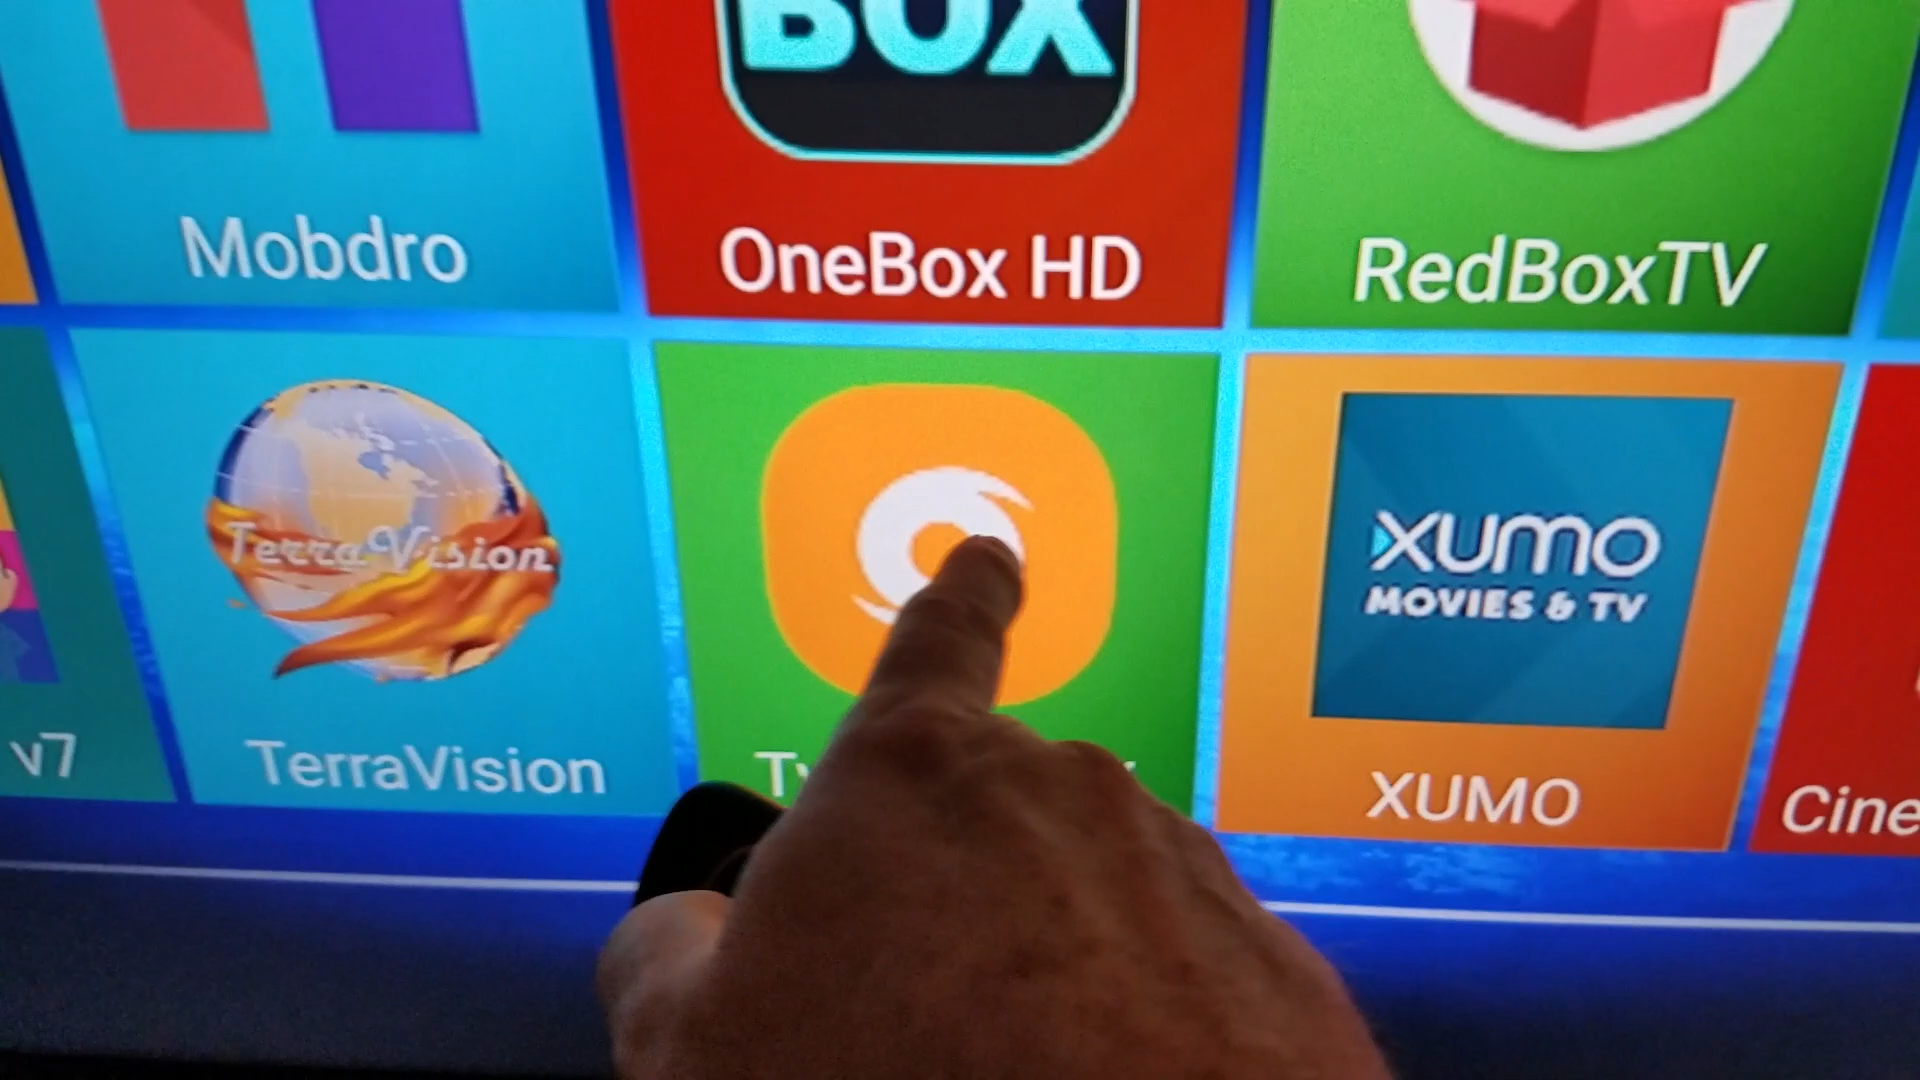 BOX
Mobdro
OneBox HD
RedBoxTV
TerraVision
XUMO
MOVIES & TV
v7
TerraVision
XUMO
Cine